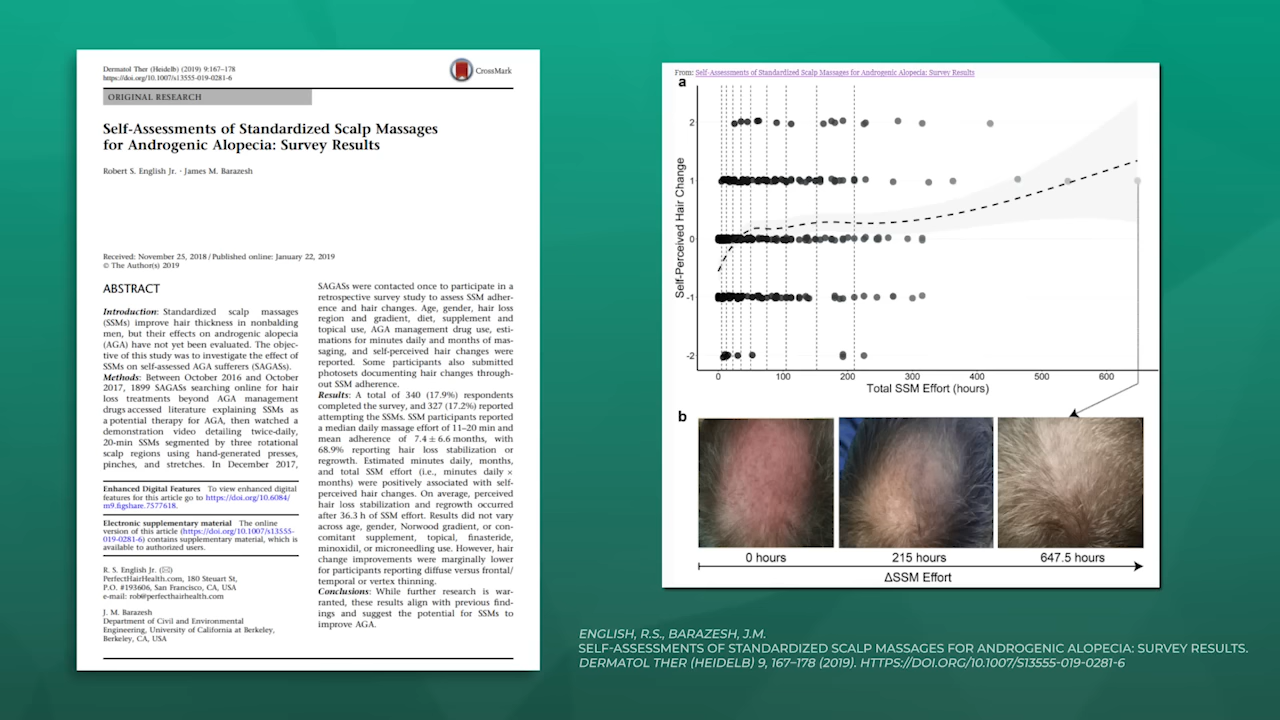 Dermatol Ther (Heidelb) (2019) 9:167–178
https://doi.org/10.1007/s13555-019-0281-6
CrossMark
ORIGINAL RESEARCH
Self-Assessments of Standardized Scalp Massages
for Androgenic Alopecia: Survey Results
Robert S. English Jr. · James M. Barazesh
Received: November 25, 2018 / Published online: January 22, 2019
© The Author(s) 2019
ABSTRACT
Introduction: Standardized scalp massages
(SSMs) improve hair thickness in nonbalding
men, but their effects on androgenic alopecia
(AGA) have not yet been evaluated. The objec-
tive of this study was to investigate the effect of
SSMs on self-assessed AGA sufferers (SAGASs).
Methods: Between October 2016 and October
2017, 1899 SAGASs searching online for hair
loss treatments beyond AGA management
drugs accessed literature explaining SSMs as
a potential therapy for AGA, then watched a
demonstration video detailing twice-daily,
20-min SSMs segmented by three rotational
scalp regions using hand-generated presses,
pinches, and stretches. In December 2017,
Enhanced Digital Features To view enhanced digital
features for this article go to https://doi.org/10.6084/
m9.figshare.7577618.
Electronic supplementary material The online
version of this article (https://doi.org/10.1007/s13555-
019-0281-6) contains supplementary material, which is
available to authorized users.
R. S. English Jr. (✉)
PerfectHairHealth.com, 180 Steuart St,
P.O. #193606, San Francisco, CA, USA
e-mail: rob@perfecthairhealth.com
J. M. Barazesh
Department of Civil and Environmental
Engineering, University of California at Berkeley,
Berkeley, CA, USA
SAGASs were contacted once to participate in a
retrospective survey study to assess SSM adher-
ence and hair changes. Age, gender, hair loss
region and gradient, diet, supplement and
topical use, AGA management drug use, esti-
mations for minutes daily and months of mas-
saging, and self-perceived hair changes were
reported. Some participants also submitted
photosets documenting hair changes through-
out SSM adherence.
Results: A total of 340 (17.9%) respondents
completed the survey, and 327 (17.2%) reported
attempting the SSMs. SSM participants reported
a median daily massage effort of 11–20 min and
mean adherence of 7.4 ± 6.6 months, with
68.9% reporting hair loss stabilization or
regrowth. Estimated minutes daily, months,
and total SSM effort (i.e., minutes daily ×
months) were positively associated with self-
perceived hair changes. On average, perceived
hair loss stabilization and regrowth occurred
after 36.3 h of SSM effort. Results did not vary
across age, gender, Norwood gradient, or con-
comitant supplement, topical, finasteride,
minoxidil, or microneedling use. However, hair
change improvements were marginally lower
for participants reporting diffuse versus frontal/
temporal or vertex thinning.
Conclusions: While further research is war-
ranted, these results align with previous find-
ings and suggest the potential for SSMs to
improve AGA.
From: Self-Assessments of Standardized Scalp Massages for Androgenic Alopecia: Survey Results
a
Self-Perceived Hair Change
2
1
0
-1
-2
0 100 200 300 400 500 600
Total SSM Effort (hours)
b
0 hours 215 hours 647.5 hours
ΔSSM Effort
ENGLISH, R.S., BARAZESH, J.M.
SELF-ASSESSMENTS OF STANDARDIZED SCALP MASSAGES FOR ANDROGENIC ALOPECIA: SURVEY RESULTS.
DERMATOL THER (HEIDELB) 9, 167–178 (2019). HTTPS://DOI.ORG/10.1007/S13555-019-0281-6